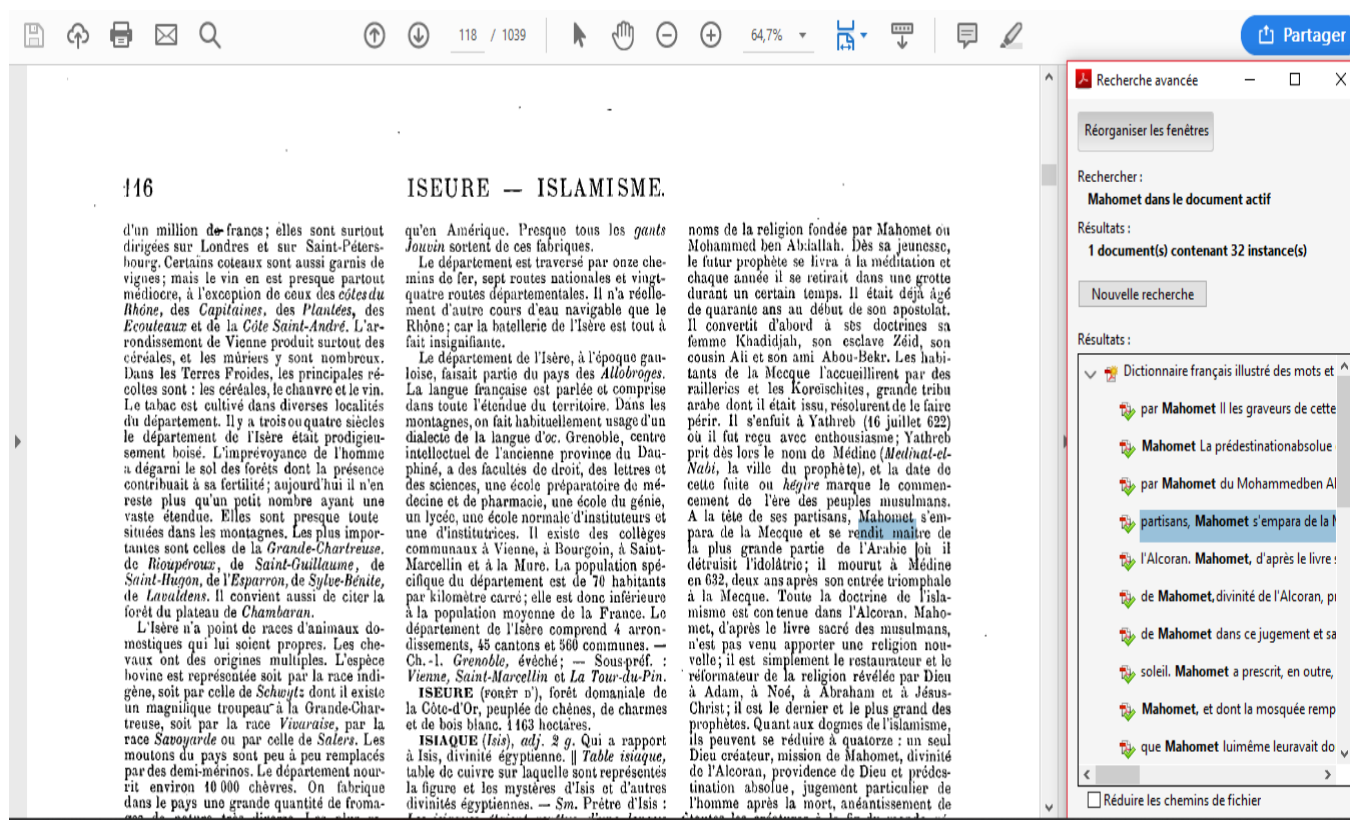 118 / 1039
64,7%
Partager
116
ISEURE — ISLAMISME.
d'un million de francs; elles sont surtout
dirigées sur Londres et sur Saint-Péters-
bourg. Certains coteaux sont aussi garnis de
vignes; mais le vin en est presque partout
médiocre, à l'exception de ceux des côtes du
Rhône, des Capitaines, des Plantées, des
Ecouteaux et de la Côte Saint-André. L'ar-
rondissement de Vienne produit surtout des
céréales, et les mûriers y sont nombreux.
Dans les Terres Froides, les principales ré-
coltes sont : les céréales, le chanvre et le vin.
Le tabac est cultivé dans diverses localités
du département. Il y a trois ou quatre siècles
le département de l'Isère était prodigieu-
sement boisé. L'imprévoyance de l'homme
a dégarni le sol des forêts dont la présence
contribuait à sa fertilité; aujourd'hui il n'en
reste plus qu'un petit nombre ayant une
vaste étendue. Elles sont presque toute
situées dans les montagnes. Les plus impor-
tantes sont celles de la Grande-Chartreuse.
de Rioupéroux, de Saint-Guillaume, de
Saint-Hugon, de l'Esparron, de Sylve-Bénite,
de Lavaldens. Il convient aussi de citer la
forêt du plateau de Chambaran.
L'Isère n'a point de races d'animaux do-
mestiques qui lui soient propres. Les che-
vaux ont des origines multiples. L'espèce
bovine est représentée soit par la race indi-
gène, soit par celle de Schwytz dont il existe
un magnifique troupeau à la Grande-Char-
treuse, soit par la race Vivaraise, par la
race Savoyarde ou par celle de Salers. Les
moutons du pays sont peu à peu remplacés
par des demi-mérinos. Le département nour-
rit environ 10 000 chèvres. On fabrique
dans le pays une grande quantité de froma-
qu'en Amérique. Presque tous les gants
Jouvin sortent de ces fabriques.
Le département est traversé par onze che-
mins de fer, sept routes nationales et vingt-
quatre routes départementales. Il n'a réelle-
ment d'autre cours d'eau navigable que le
Rhône; car la batellerie de l'Isère est tout à
fait insignifiante.
Le département de l'Isère, à l'époque gau-
loise, faisait partie du pays des Allobroges.
La langue française est parlée et comprise
dans toute l'étendue du territoire. Dans les
montagnes, on fait habituellement usage d'un
dialecte de la langue d'oc. Grenoble, centre
intellectuel de l'ancienne province du Dau-
phiné, a des facultés de droit, des lettres et
des sciences, une école préparatoire de mé-
decine et de pharmacie, une école du génie,
un lycée, une école normale d'instituteurs et
une d'institutrices. Il existe des collèges
communaux à Vienne, à Bourgoin, à Saint-
Marcellin et à la Mure. La population spé-
cifique du département est de 70 habitants
par kilomètre carré; elle est donc inférieure
à la population moyenne de la France. Le
département de l'Isère comprend 4 arron-
dissements, 45 cantons et 560 communes. —
Ch.-l. Grenoble, évêché; — Sous-préf. :
Vienne, Saint-Marcellin et La Tour-du-Pin.
ISEURE (FORÊT D'), forêt domaniale de
la Côte-d'Or, peuplée de chênes, de charmes
et de bois blanc. 1 163 hectares.
ISIAQUE (Isis), adj. 2 g. Qui a rapport
à Isis, divinité égyptienne. || Table isiaque,
table de cuivre sur laquelle sont représentés
la figure et les mystères d'Isis et d'autres
divinités égyptiennes. — Sm. Prêtre d'Isis :
noms de la religion fondée par Mahomet ou
Mohammed ben Abdallah. Dès sa jeunesse,
le futur prophète se livra à la méditation et
chaque année il se retirait dans une grotte
durant un certain temps. Il était déjà âgé
de quarante ans au début de son apostolat.
Il convertit d'abord à ses doctrines sa
femme Khadidjah, son esclave Zéid, son
cousin Ali et son ami Abou-Bekr. Les habi-
tants de la Mecque l'accueillirent par des
railleries et les Koreïschites, grande tribu
arabe dont il était issu, résolurent de le faire
périr. Il s'enfuit à Yathreb (16 juillet 622)
où il fut reçu avec enthousiasme; Yathreb
prit dès lors le nom de Médine (Medinat-el-
Nabi, la ville du prophète), et la date de
cette fuite ou hégire marque le commen-
cement de l'ère des peuples musulmans.
A la tête de ses partisans, Mahomet s'em-
para de la Mecque et se rendit maître de
la plus grande partie de l'Arabie où il
détruisit l'idolâtrie; il mourut à Médine
en 632, deux ans après son entrée triomphale
à la Mecque. Toute la doctrine de l'isla-
misme est contenue dans l'Alcoran. Maho-
met, d'après le livre sacré des musulmans,
n'est pas venu apporter une religion nou-
velle; il est simplement le restaurateur et le
réformateur de la religion révélée par Dieu
à Adam, à Noé, à Abraham et à Jésus-
Christ; il est le dernier et le plus grand des
prophètes. Quant aux dogmes de l'islamisme,
ils peuvent se réduire à quatorze : un seul
Dieu créateur, mission de Mahomet, divinité
de l'Alcoran, providence de Dieu et prédes-
tination absolue, jugement particulier de
l'homme après la mort, anéantissement de
Recherche avancée
Réorganiser les fenêtres
Rechercher :
Mahomet dans le document actif
Résultats :
1 document(s) contenant 32 instance(s)
Nouvelle recherche
Résultats :
Dictionnaire français illustré des mots et
par Mahomet Il les graveurs de cette
Mahomet La prédestinationabsolue
par Mahomet du Mohammedben Al
partisans, Mahomet s'empara de la M
l'Alcoran. Mahomet, d'après le livre s
de Mahomet,divinité de l'Alcoran, pr
de Mahomet dans ce jugement et sa
soleil. Mahomet a prescrit, en outre,
Mahomet, et dont la mosquée remp
que Mahomet luimême leuravait do
Réduire les chemins de fichier